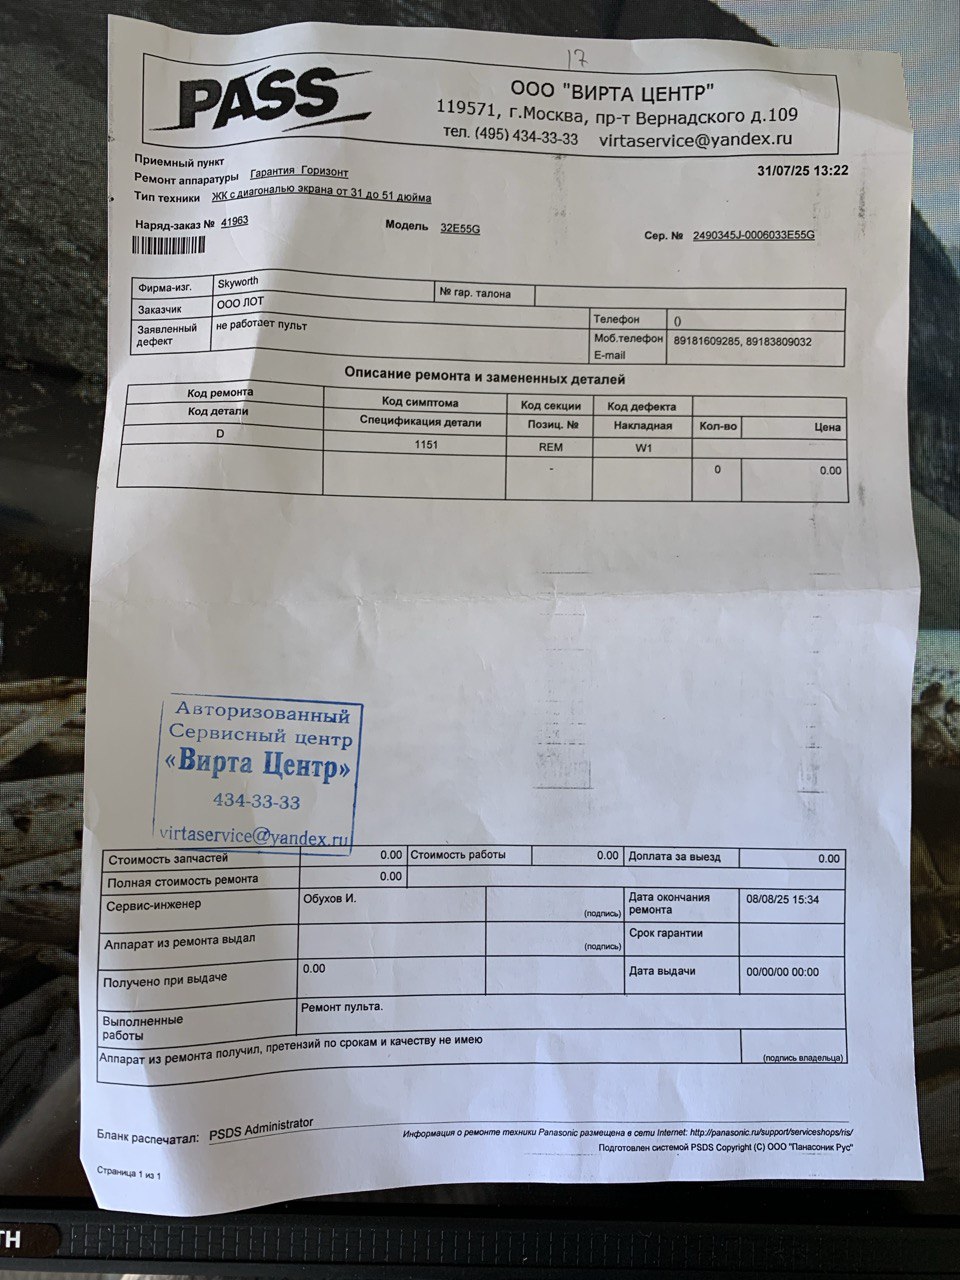 17
PASS
ООО "ВИРТА ЦЕНТР"
119571, г.Москва, пр-т Вернадского д.109
тел. (495) 434-33-33 virtaservice@yandex.ru
Приемный пункт
31/07/25 13:22
Ремонт аппаратуры Гарантия Горизонт
Тип техники ЖК с диагональю экрана от 31 до 51 дюйма
Наряд-заказ № 41963 Модель 32E55G Сер. № 2490345J-0006033E55G
Фирма-изг. Skyworth № гар. талона
Заказчик ООО ЛОТ
Заявленный дефект не работает пульт
Телефон ()
Моб.телефон 89181609285, 89183809032
E-mail
Описание ремонта и замененных деталей
Код ремонта Код симптома Код секции Код дефекта
Код детали Спецификация детали Позиц. № Накладная Кол-во Цена
D 1151 REM W1
- 0 0.00
Авторизованный
Сервисный центр
«Вирта Центр»
434-33-33
virtaservice@yandex.ru
Стоимость запчастей 0.00 Стоимость работы 0.00 Доплата за выезд 0.00
Полная стоимость ремонта 0.00
Сервис-инженер Обухов И. (подпись) Дата окончания ремонта 08/08/25 15:34
Аппарат из ремонта выдал (подпись) Срок гарантии
Получено при выдаче 0.00 Дата выдачи 00/00/00 00:00
Выполненные работы Ремонт пульта.
Аппарат из ремонта получил, претензий по срокам и качеству не имею (подпись владельца)
Бланк распечатал: PSDS Administrator
Информация о ремонте техники Panasonic размещена в сети Internet: http://panasonic.ru/support/serviceshops/ris/
Подготовлен системой PSDS Copyright (C) ООО "Панасоник Рус"
Страница 1 из 1
TH